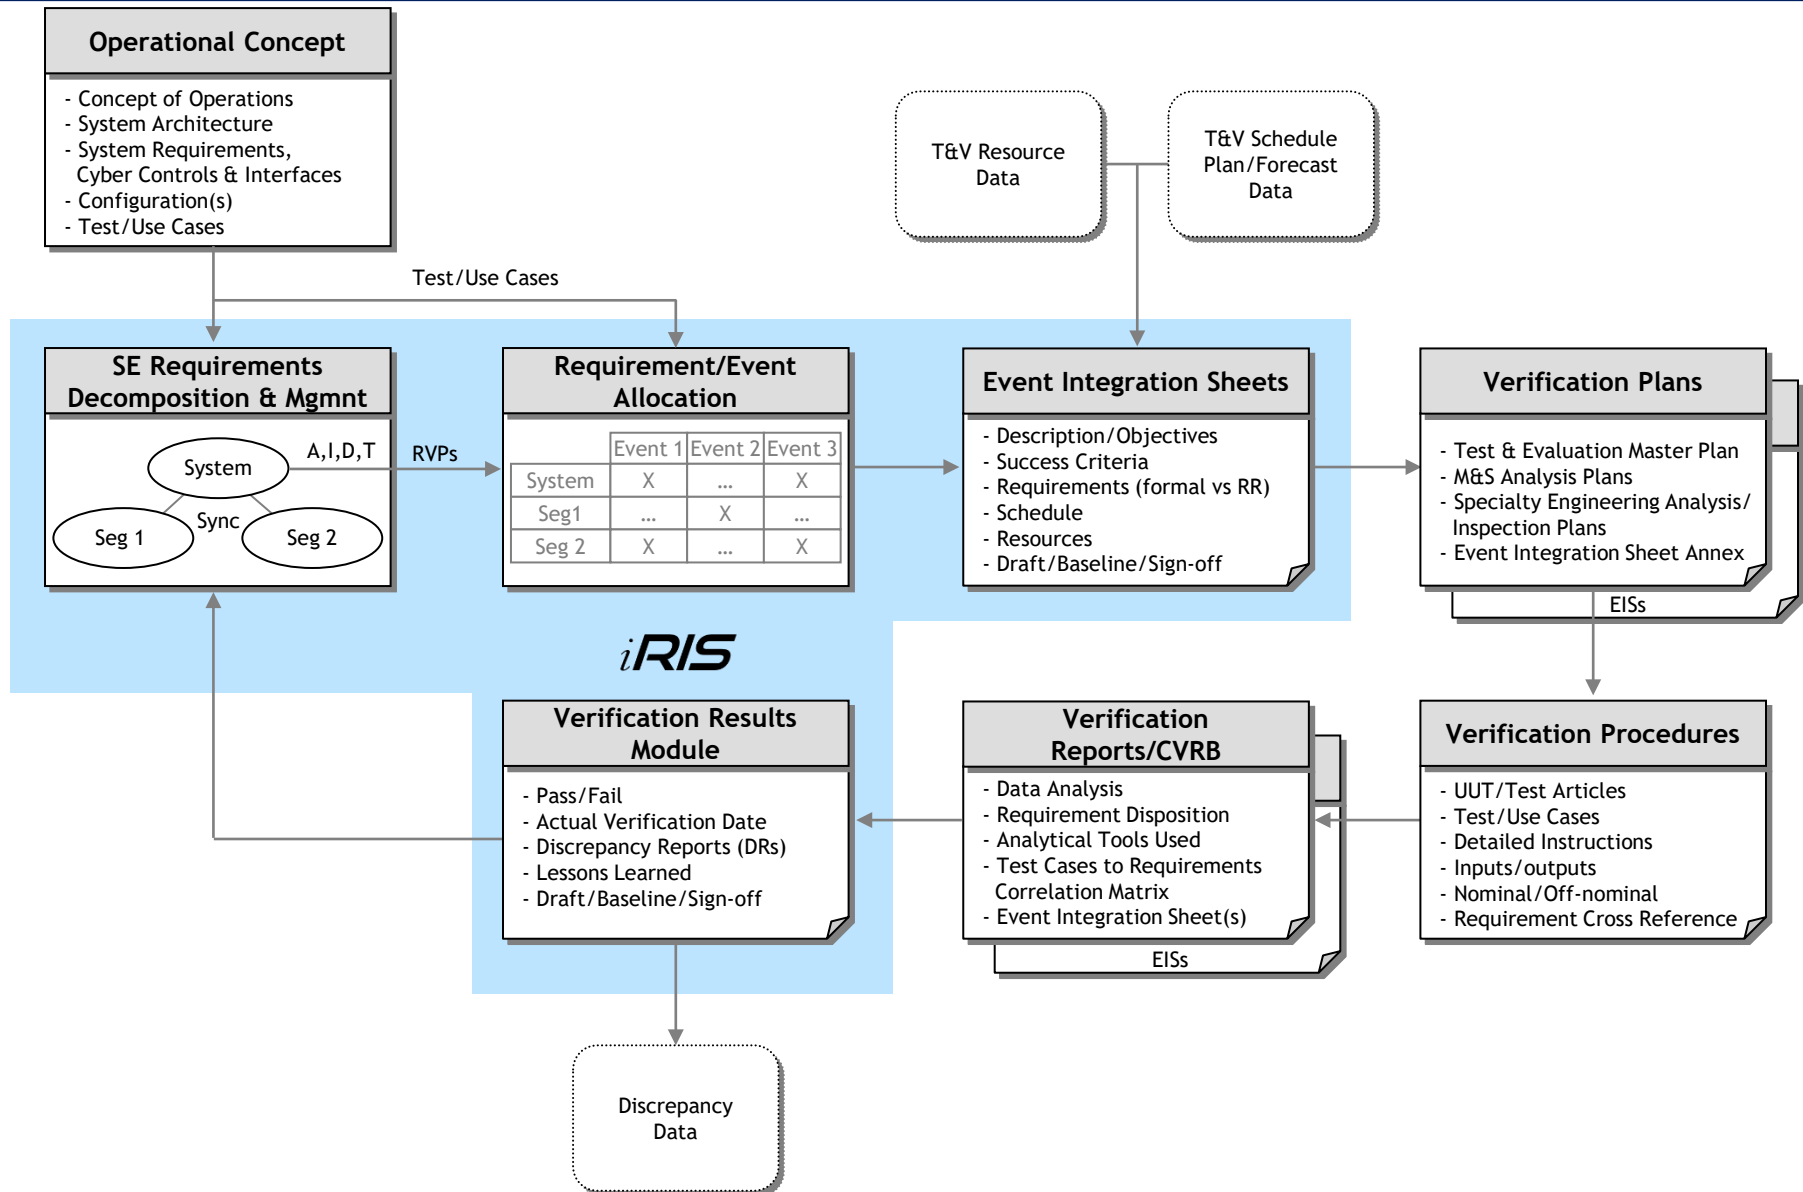 Operational Concept
- Concept of Operations
- System Architecture
- System Requirements,
Cyber Controls & Interfaces
- Configuration(s)
- Test/Use Cases
T&V Resource
Data
T&V Schedule
Plan/Forecast
Data
Test/Use Cases
SE Requirements
Decomposition & Mgmnt
System
Sync
Seg 1
Seg 2
A,I,D,T
RVPs
Requirement/Event
Allocation
Event 1 Event 2 Event 3
System X ... X
Seg1 ... X ...
Seg 2 X ... X
Event Integration Sheets
- Description/Objectives
- Success Criteria
- Requirements (formal vs RR)
- Schedule
- Resources
- Draft/Baseline/Sign-off
Verification Plans
- Test & Evaluation Master Plan
- M&S Analysis Plans
- Specialty Engineering Analysis/
Inspection Plans
- Event Integration Sheet Annex
EISs
iRIS
Verification Results
Module
- Pass/Fail
- Actual Verification Date
- Discrepancy Reports (DRs)
- Lessons Learned
- Draft/Baseline/Sign-off
Verification
Reports/CVRB
- Data Analysis
- Requirement Disposition
- Analytical Tools Used
- Test Cases to Requirements
Correlation Matrix
- Event Integration Sheet(s)
EISs
Verification Procedures
- UUT/Test Articles
- Test/Use Cases
- Detailed Instructions
- Inputs/outputs
- Nominal/Off-nominal
- Requirement Cross Reference
Discrepancy
Data